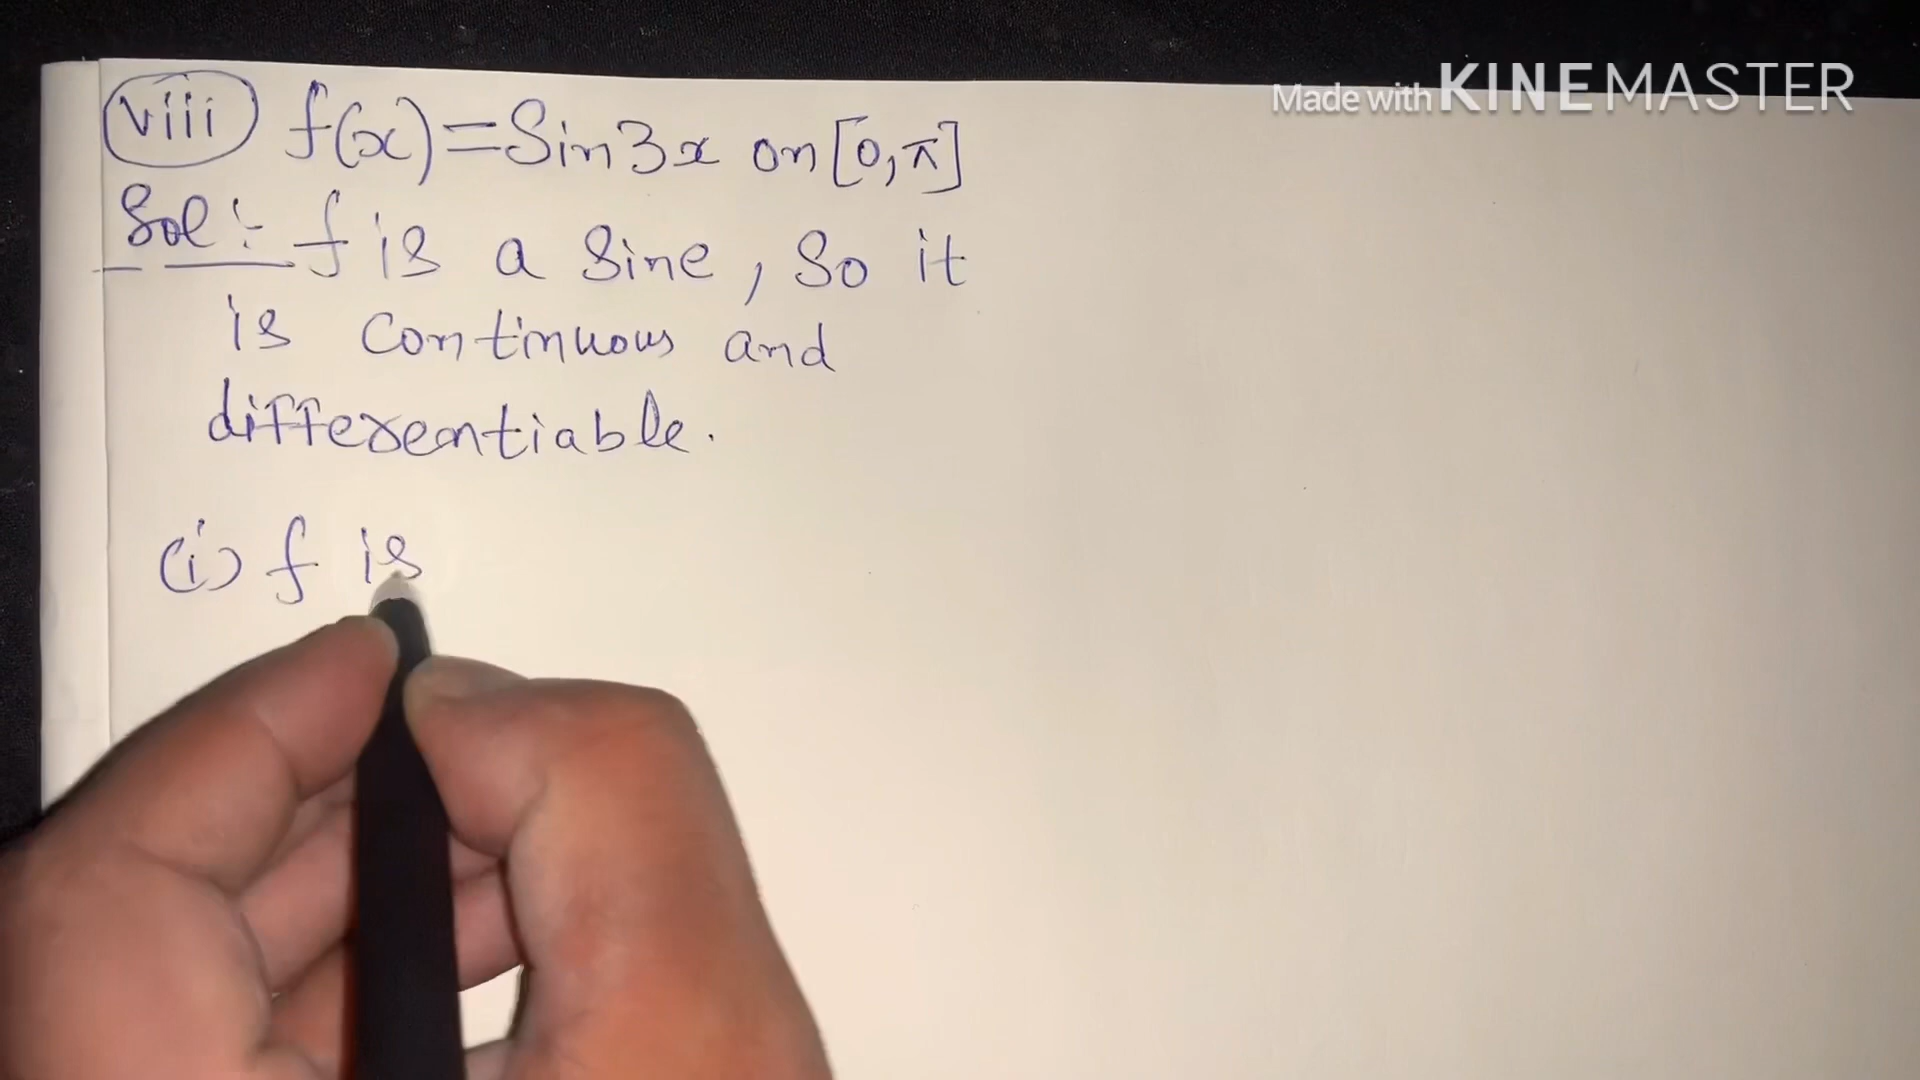 Made with KINEMASTER
viii f(x)=Sin3x on [0,π]
Sol:- f is a Sine, So it
is continuous and
differentiable.
(i) f is